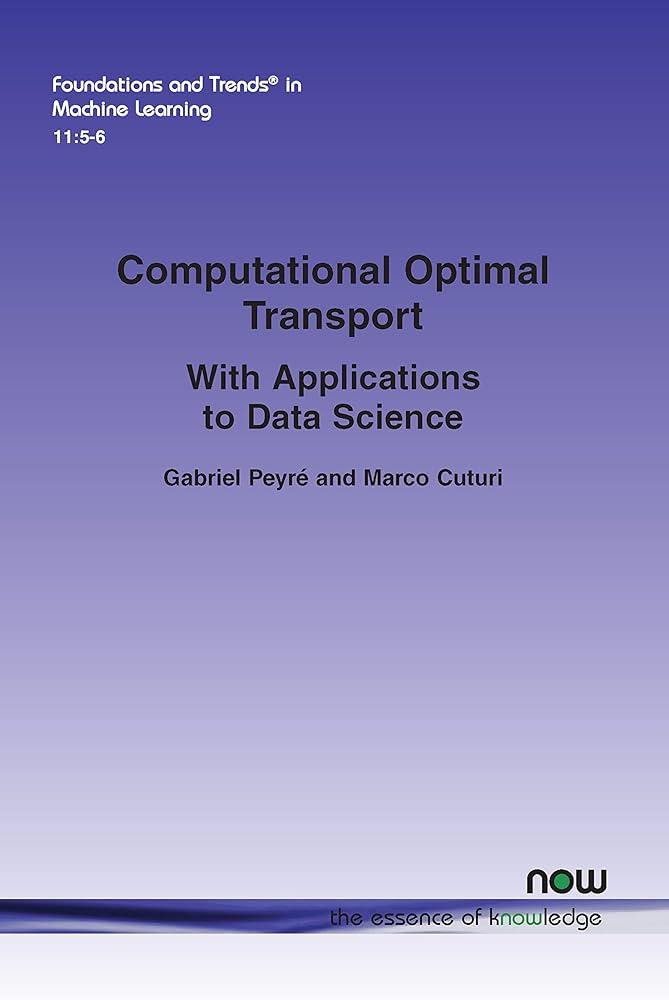 Foundations and Trends® in
Machine Learning
11:5-6
Computational Optimal
Transport
With Applications
to Data Science
Gabriel Peyré and Marco Cuturi
now
the essence of knowledge